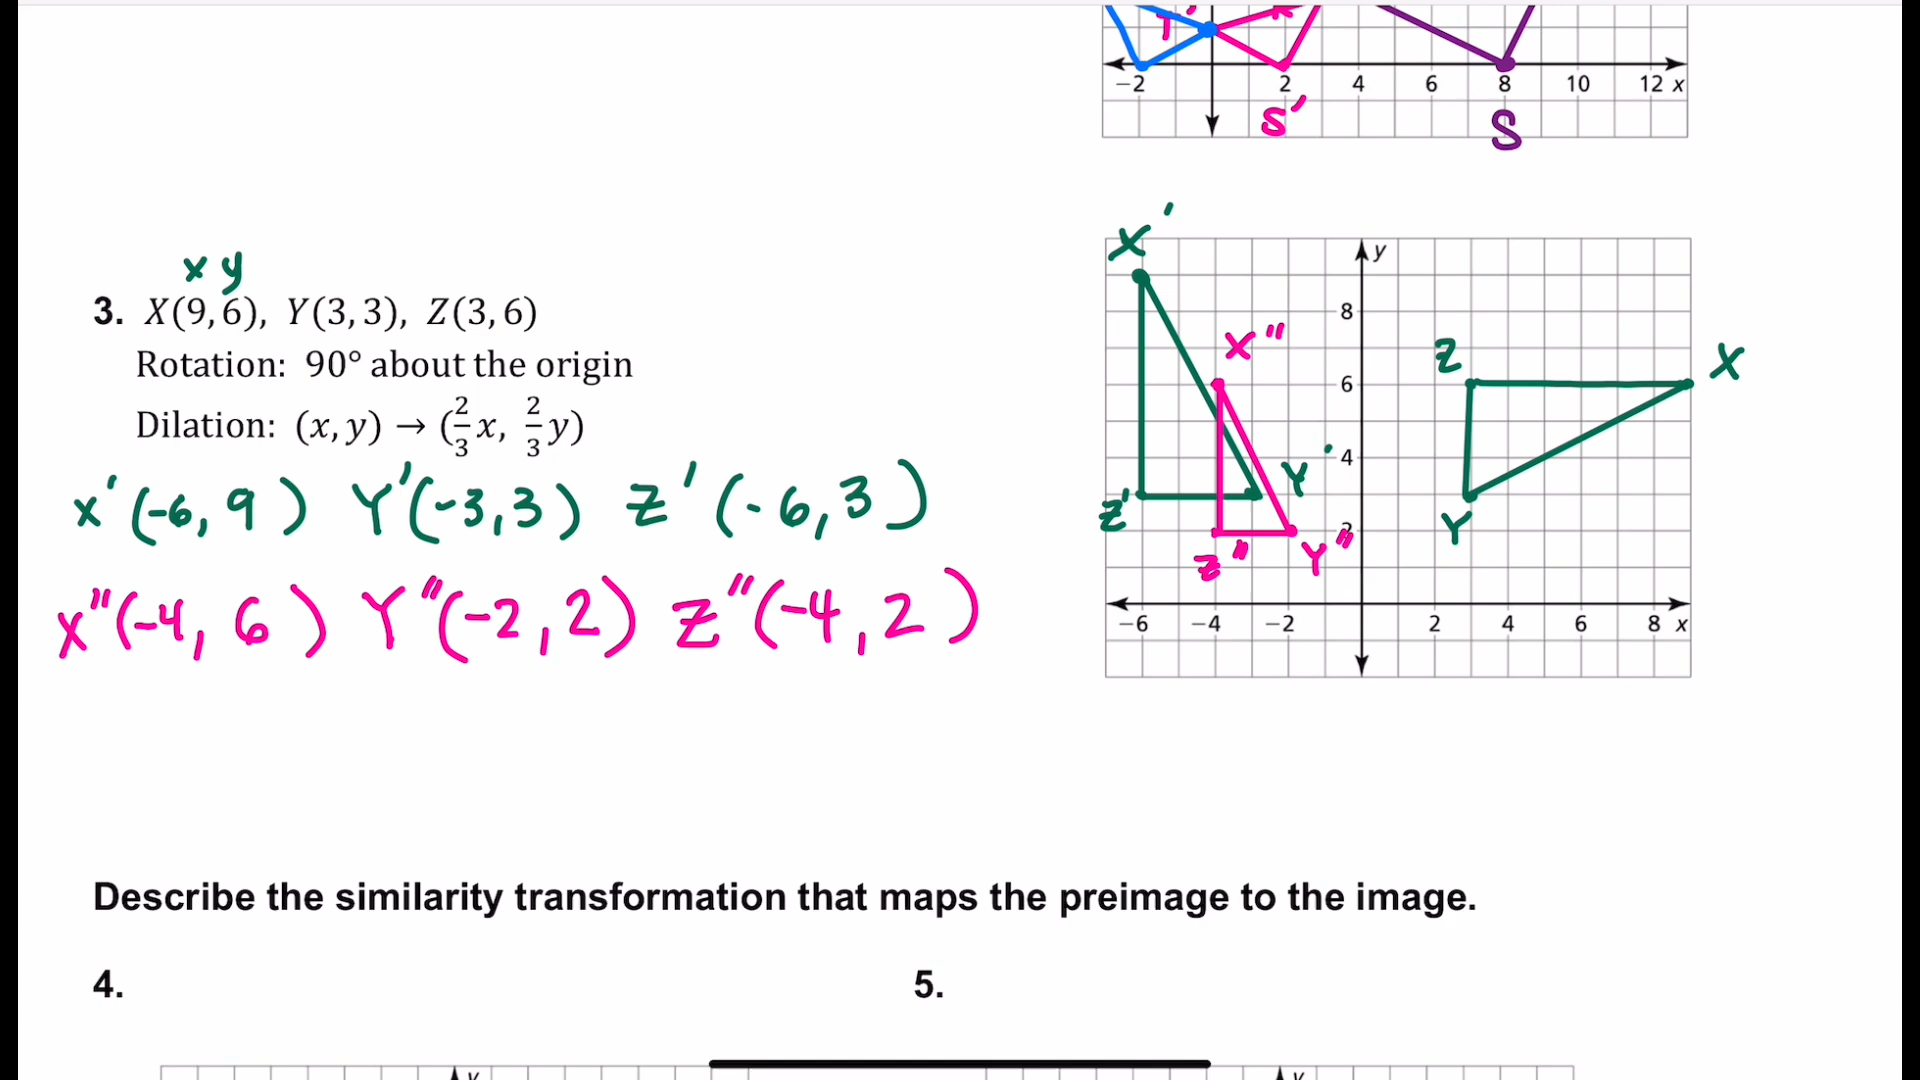 T'
−2 2 4 6 8 10 12 x
S' S
X'
x y
y
3. X(9,6), Y(3,3), Z(3,6)
8
X" Z X
Rotation: 90° about the origin
6
Dilation: (x,y) → (2/3 x, 2/3 y)
4
Y'
X'(-6, 9) Y'(-3,3) Z'(-6,3)
Z' Y
2
Z" Y"
X"(-4, 6) Y"(-2,2) Z"(-4,2)
−6 −4 −2 2 4 6 8 x
Describe the similarity transformation that maps the preimage to the image.
4. 5.
y y